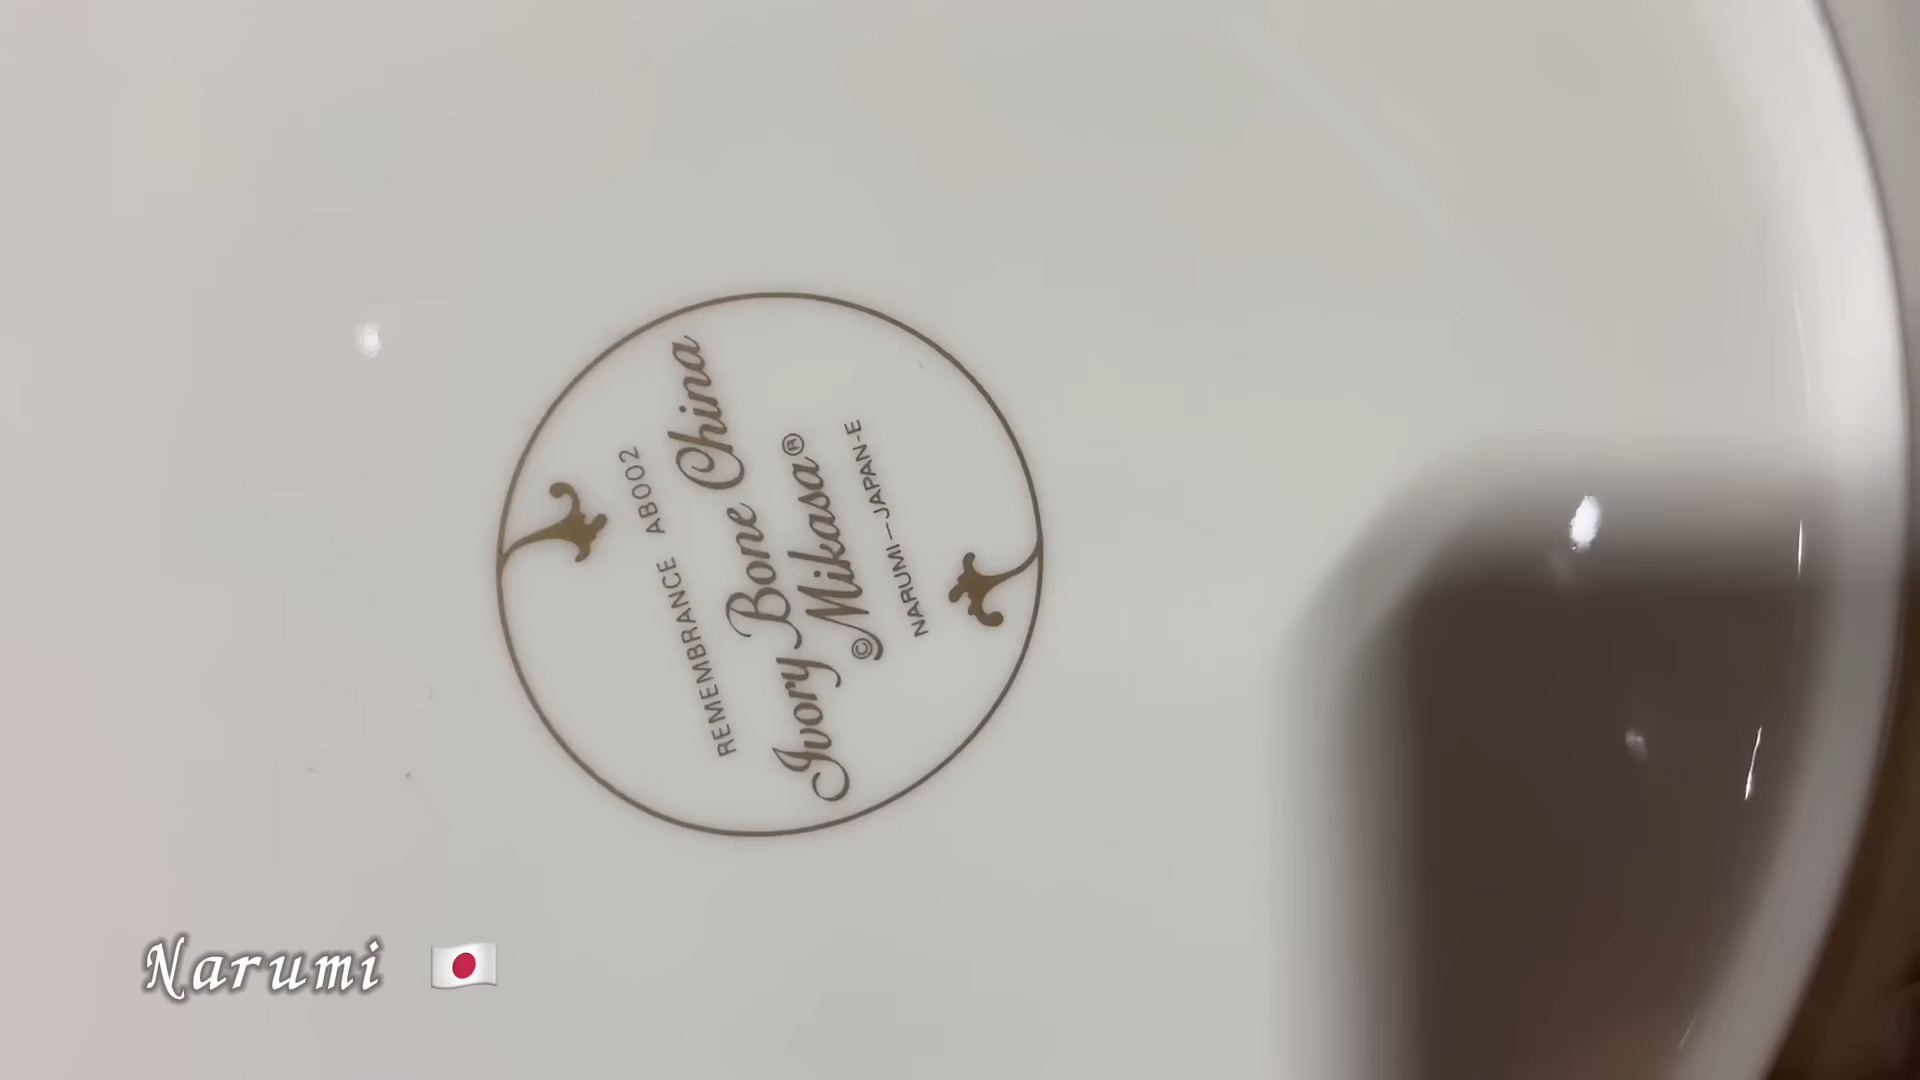 REMEMBRANCE AB002
Ivory Bone China
©Mikasa®
NARUMI—JAPAN-E
Narumi 🇯🇵